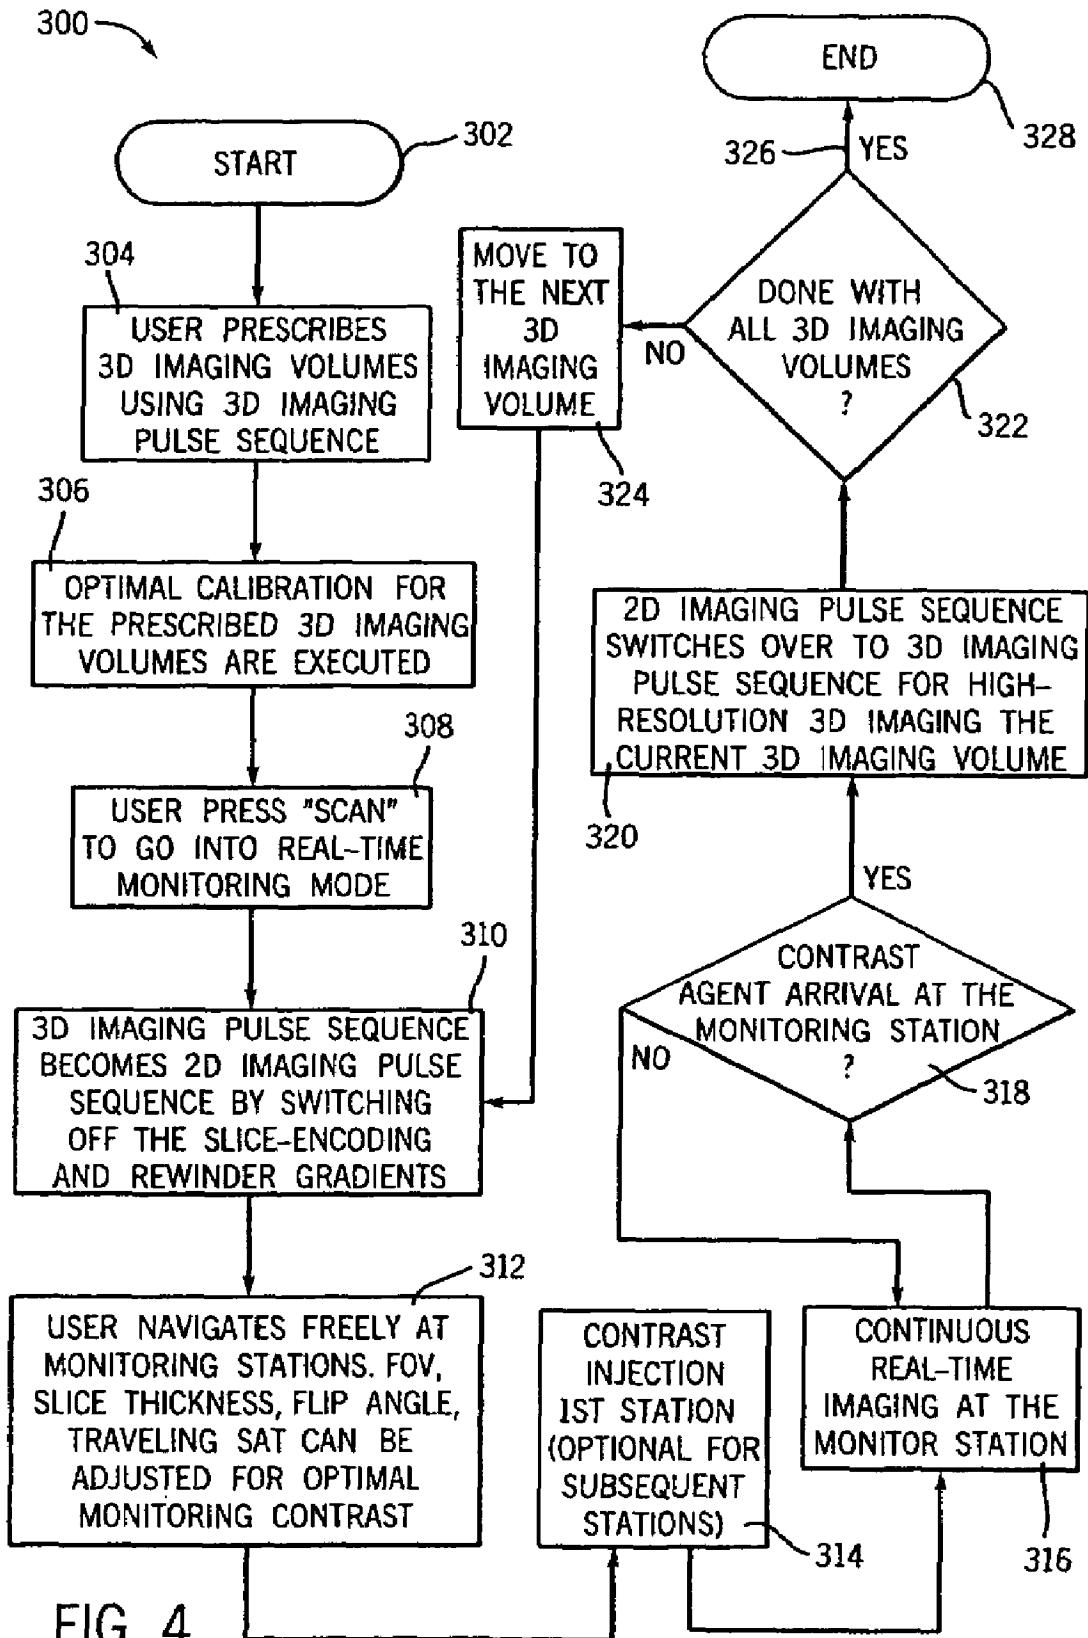 300
START
302
304
USER PRESCRIBES
3D IMAGING VOLUMES
USING 3D IMAGING
PULSE SEQUENCE
306
OPTIMAL CALIBRATION FOR
THE PRESCRIBED 3D IMAGING
VOLUMES ARE EXECUTED
308
USER PRESS "SCAN"
TO GO INTO REAL-TIME
MONITORING MODE
310
3D IMAGING PULSE SEQUENCE
BECOMES 2D IMAGING PULSE
SEQUENCE BY SWITCHING
OFF THE SLICE-ENCODING
AND REWINDER GRADIENTS
312
USER NAVIGATES FREELY AT
MONITORING STATIONS. FOV,
SLICE THICKNESS, FLIP ANGLE,
TRAVELING SAT CAN BE
ADJUSTED FOR OPTIMAL
MONITORING CONTRAST
CONTRAST
INJECTION
1ST STATION
(OPTIONAL FOR
SUBSEQUENT
STATIONS)
314
CONTINUOUS
REAL-TIME
IMAGING AT THE
MONITOR STATION
316
CONTRAST
AGENT ARRIVAL AT THE
MONITORING STATION
?
318
NO
YES
2D IMAGING PULSE SEQUENCE
SWITCHES OVER TO 3D IMAGING
PULSE SEQUENCE FOR HIGH-
RESOLUTION 3D IMAGING THE
CURRENT 3D IMAGING VOLUME
320
DONE WITH
ALL 3D IMAGING
VOLUMES
?
322
NO
MOVE TO
THE NEXT
3D
IMAGING
VOLUME
324
326
YES
END
328
FIG. 4